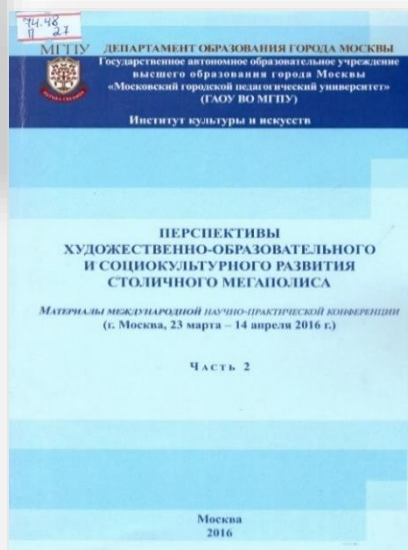 74.48
П 27
МГПУ ДЕПАРТАМЕНТ ОБРАЗОВАНИЯ ГОРОДА МОСКВЫ
Государственное автономное образовательное учреждение
высшего образования города Москвы
«Московский городской педагогический университет»
(ГАОУ ВО МГПУ)
Институт культуры и искусств
ПЕРСПЕКТИВЫ
ХУДОЖЕСТВЕННО-ОБРАЗОВАТЕЛЬНОГО
И СОЦИОКУЛЬТУРНОГО РАЗВИТИЯ
СТОЛИЧНОГО МЕГАПОЛИСА
МАТЕРИАЛЫ МЕЖДУНАРОДНОЙ НАУЧНО-ПРАКТИЧЕСКОЙ КОНФЕРЕНЦИИ
(г. Москва, 23 марта – 14 апреля 2016 г.)
ЧАСТЬ 2
Москва
2016